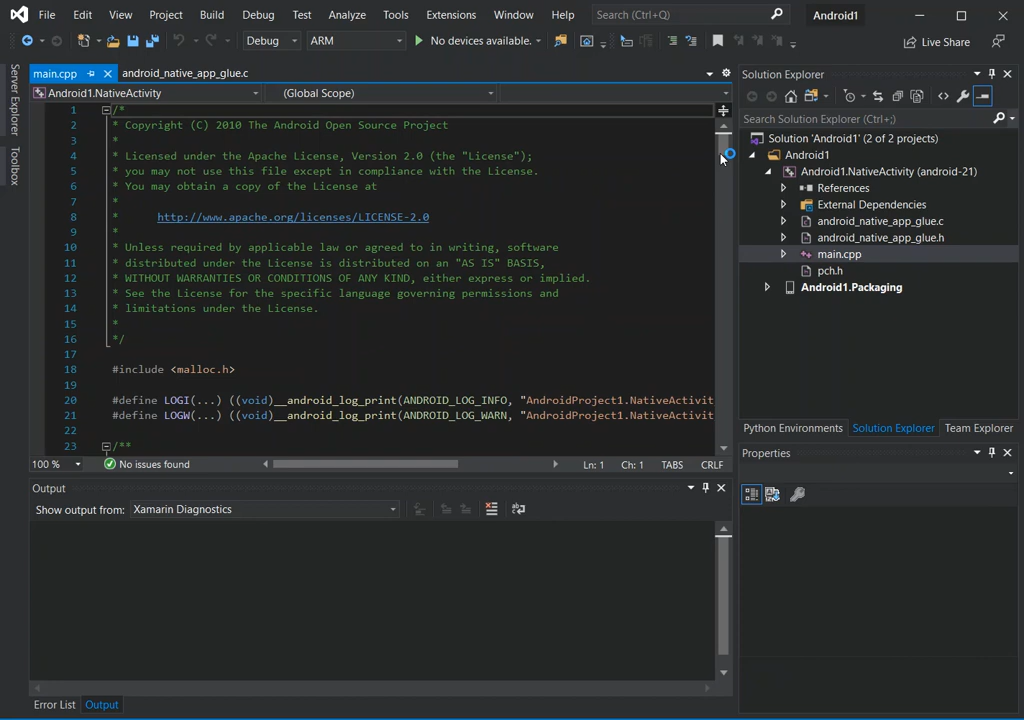 File Edit View Project Build Debug Test Analyze Tools Extensions Window Help Search (Ctrl+Q) Android1
Debug ARM No devices available. Live Share
Server Explorer
Toolbox
main.cpp android_native_app_glue.c
Android1.NativeActivity (Global Scope)
1 /*
2 * Copyright (C) 2010 The Android Open Source Project
3 *
4 * Licensed under the Apache License, Version 2.0 (the "License");
5 * you may not use this file except in compliance with the License.
6 * You may obtain a copy of the License at
7 *
8 * http://www.apache.org/licenses/LICENSE-2.0
9 *
10 * Unless required by applicable law or agreed to in writing, software
11 * distributed under the License is distributed on an "AS IS" BASIS,
12 * WITHOUT WARRANTIES OR CONDITIONS OF ANY KIND, either express or implied.
13 * See the License for the specific language governing permissions and
14 * limitations under the License.
15 *
16 */
17
18 #include <malloc.h>
19
20 #define LOGI(...) ((void)__android_log_print(ANDROID_LOG_INFO, "AndroidProject1.NativeActivit
21 #define LOGW(...) ((void)__android_log_print(ANDROID_LOG_WARN, "AndroidProject1.NativeActivit
22
23 /**
100 % No issues found Ln: 1 Ch: 1 TABS CRLF
Output
Show output from: Xamarin Diagnostics
Error List Output
Solution Explorer
Search Solution Explorer (Ctrl+;)
Solution 'Android1' (2 of 2 projects)
Android1
Android1.NativeActivity (android-21)
References
External Dependencies
android_native_app_glue.c
android_native_app_glue.h
main.cpp
pch.h
Android1.Packaging
Python Environments Solution Explorer Team Explorer
Properties